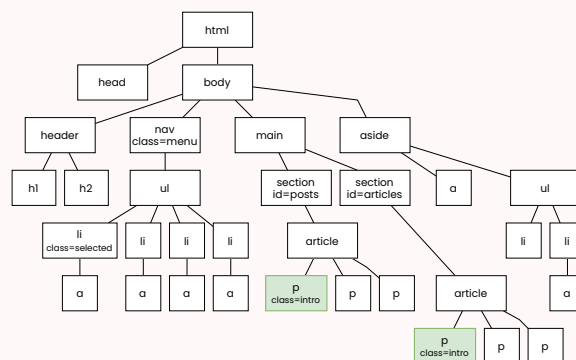 html
head
body
header
nav
class=menu
main
aside
h1
h2
ul
section
id=posts
section
id=articles
a
ul
li
class=selected
li
li
li
article
li
li
a
a
a
a
p
class=intro
p
p
article
a
p
class=intro
p
p